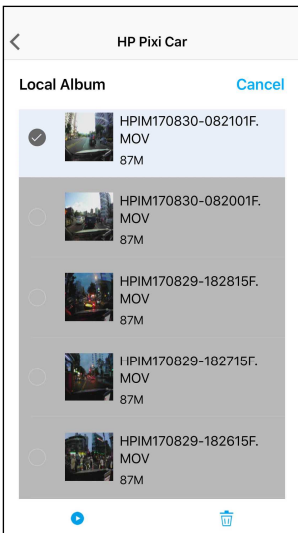 HP Pixi Car
Local Album
Cancel
HPIM170830-082101F.
MOV
87M
HPIM170830-082001F.
MOV
87M
HPIM170829-182815F.
MOV
87M
HPIM170829-182715F.
MOV
87M
HPIM170829-182615F.
MOV
87M